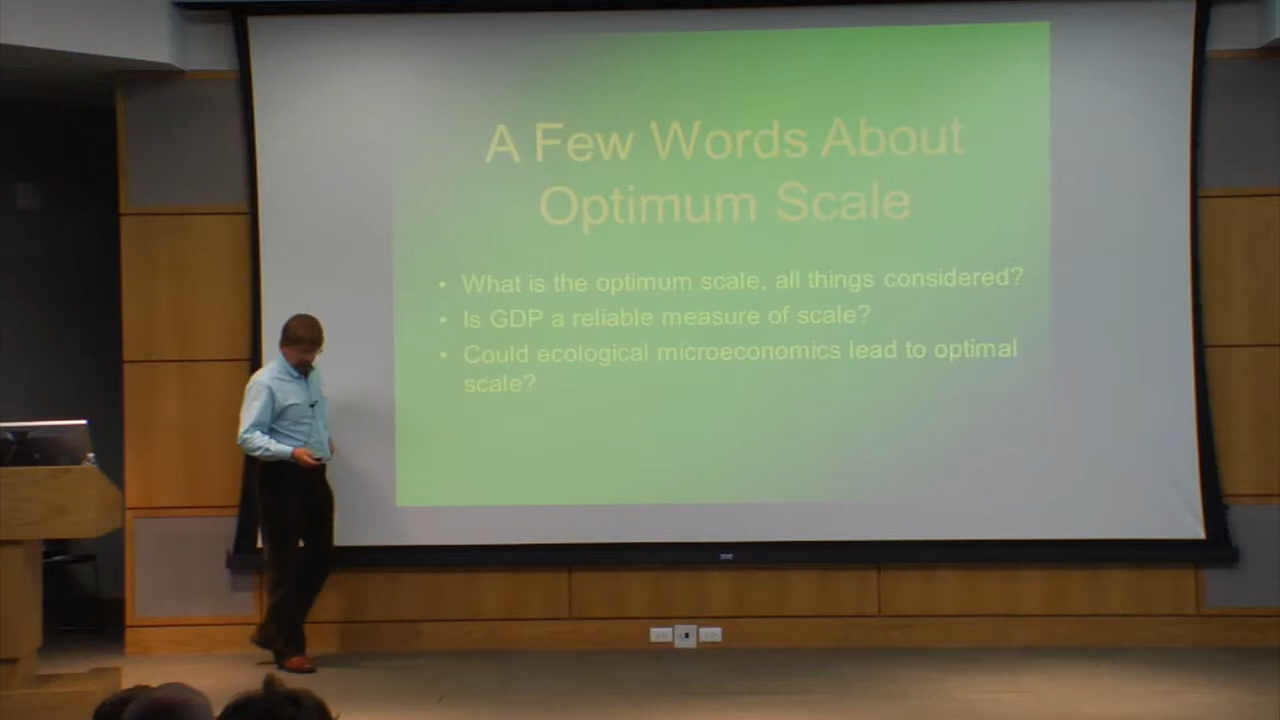 A Few Words About
Optimum Scale
• What is the optimum scale, all things considered?
• Is GDP a reliable measure of scale?
• Could ecological microeconomics lead to optimal
scale?